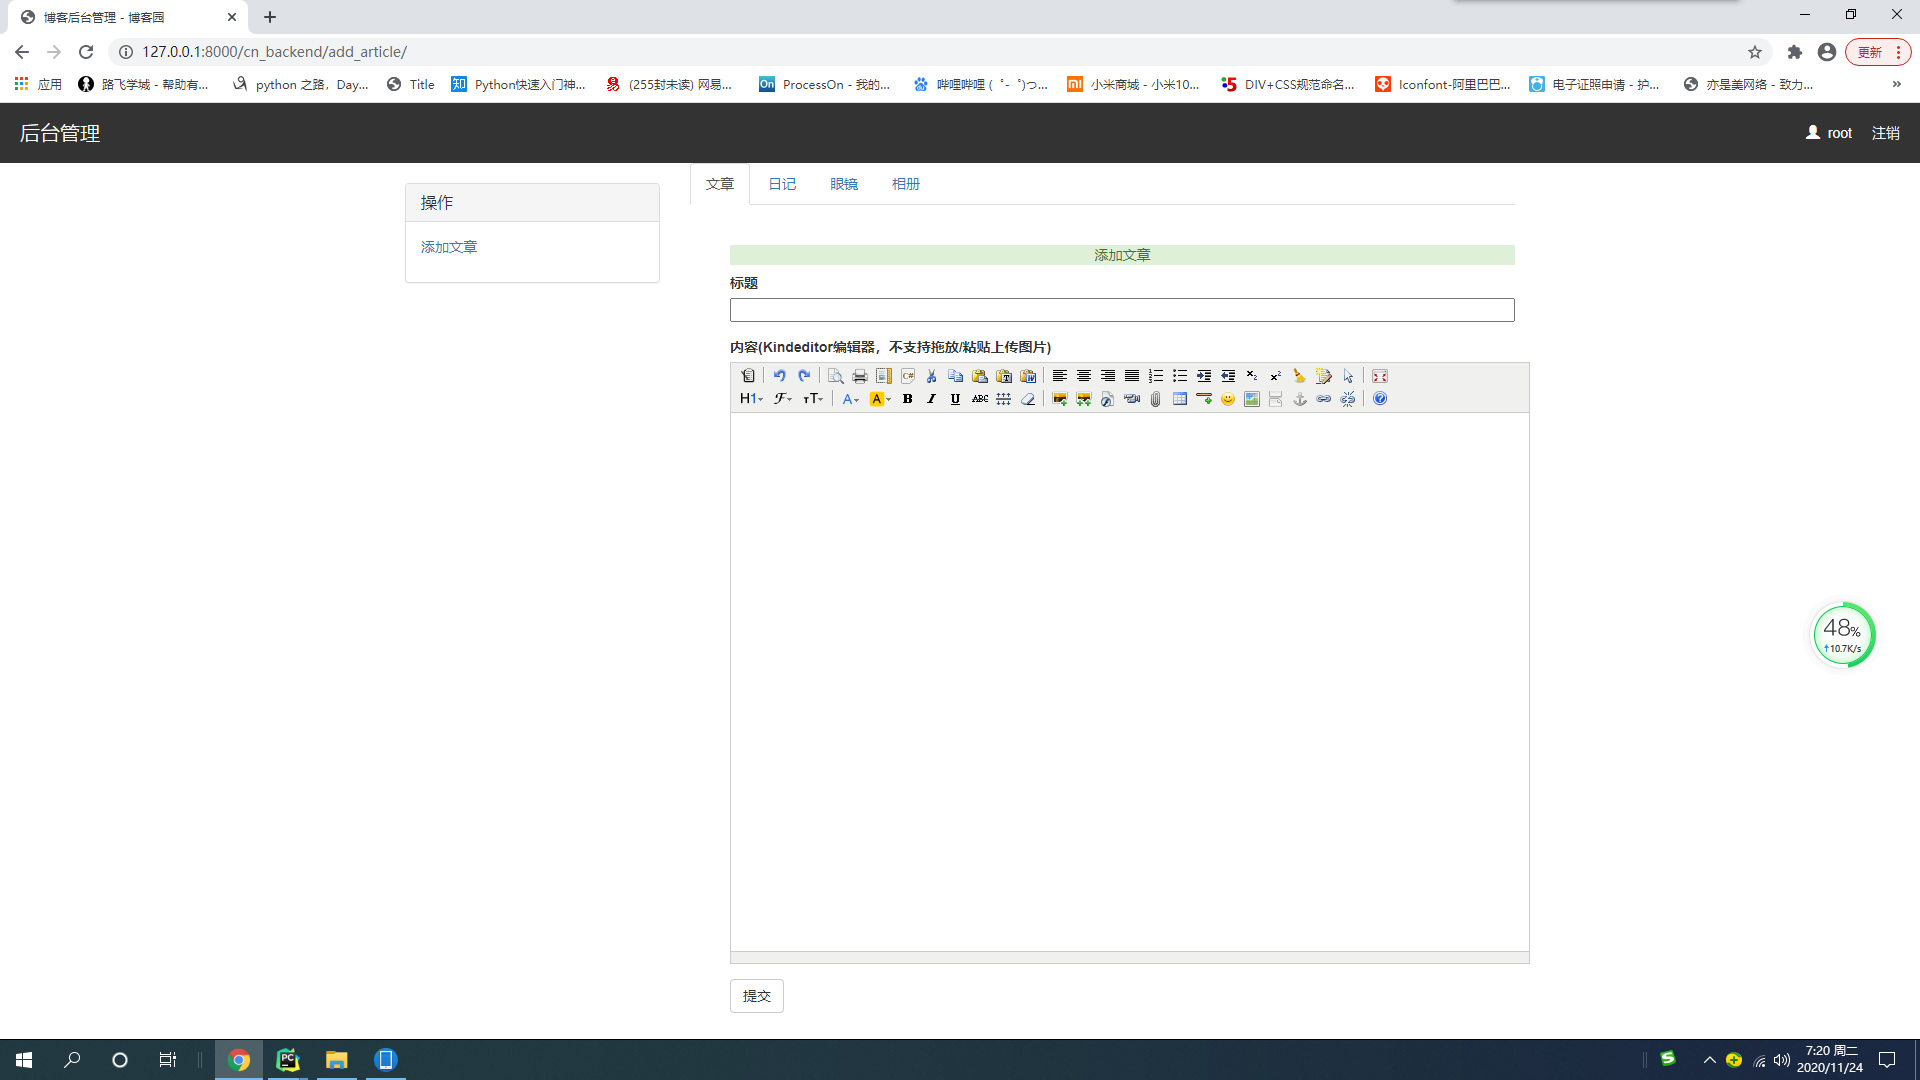 博客后台管理 - 博客园
127.0.0.1:8000/cn_backend/add_article/
更新
应用
路飞学城 - 帮助有...
python 之路，Day...
Title
知
Python快速入门神...
(255封未读) 网易...
On
ProcessOn - 我的...
哔哩哔哩 ( ゜- ゜)つ...
mi
小米商城 - 小米10...
5
DIV+CSS规范命名...
Iconfont-阿里巴巴...
电子证照申请 - 护...
亦是美网络 - 致力...
»
后台管理
root
注销
操作
添加文章
文章
日记
眼镜
相册
添加文章
标题
内容(Kindeditor编辑器，不支持拖放/粘贴上传图片)
H1
A
A
B
I
U
ABC
48%
↑10.7K/s
提交
PC
7:20 周二
2020/11/24